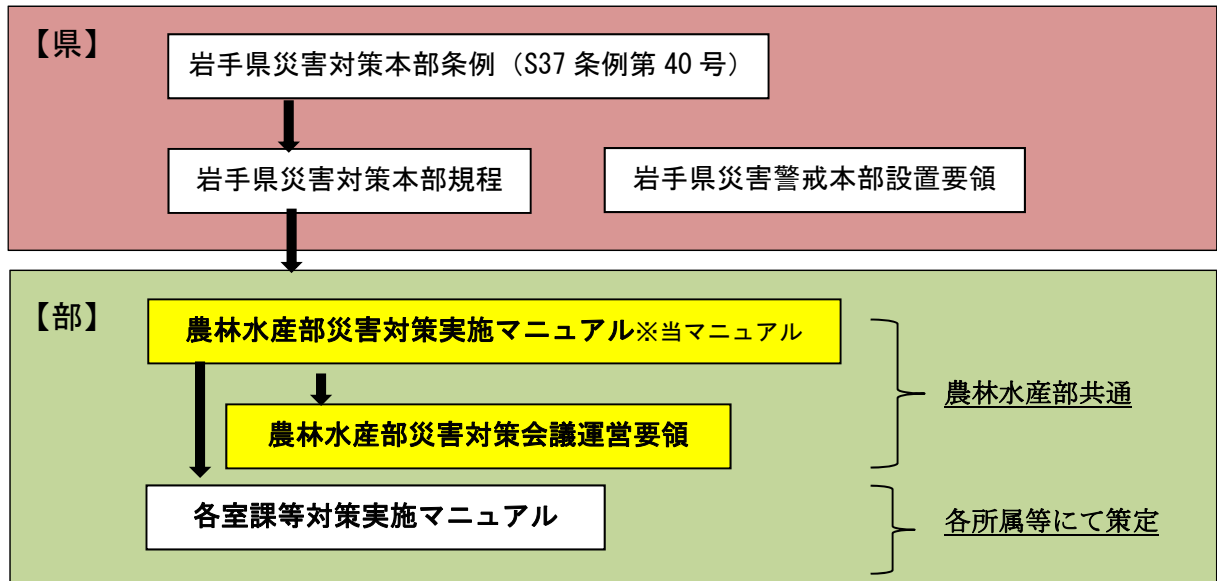 【県】
岩手県災害対策本部条例（S37 条例第 40 号）
岩手県災害対策本部規程
岩手県災害警戒本部設置要領
【部】
農林水産部災害対策実施マニュアル※当マニュアル
農林水産部共通
農林水産部災害対策会議運営要領
各室課等対策実施マニュアル
各所属等にて策定